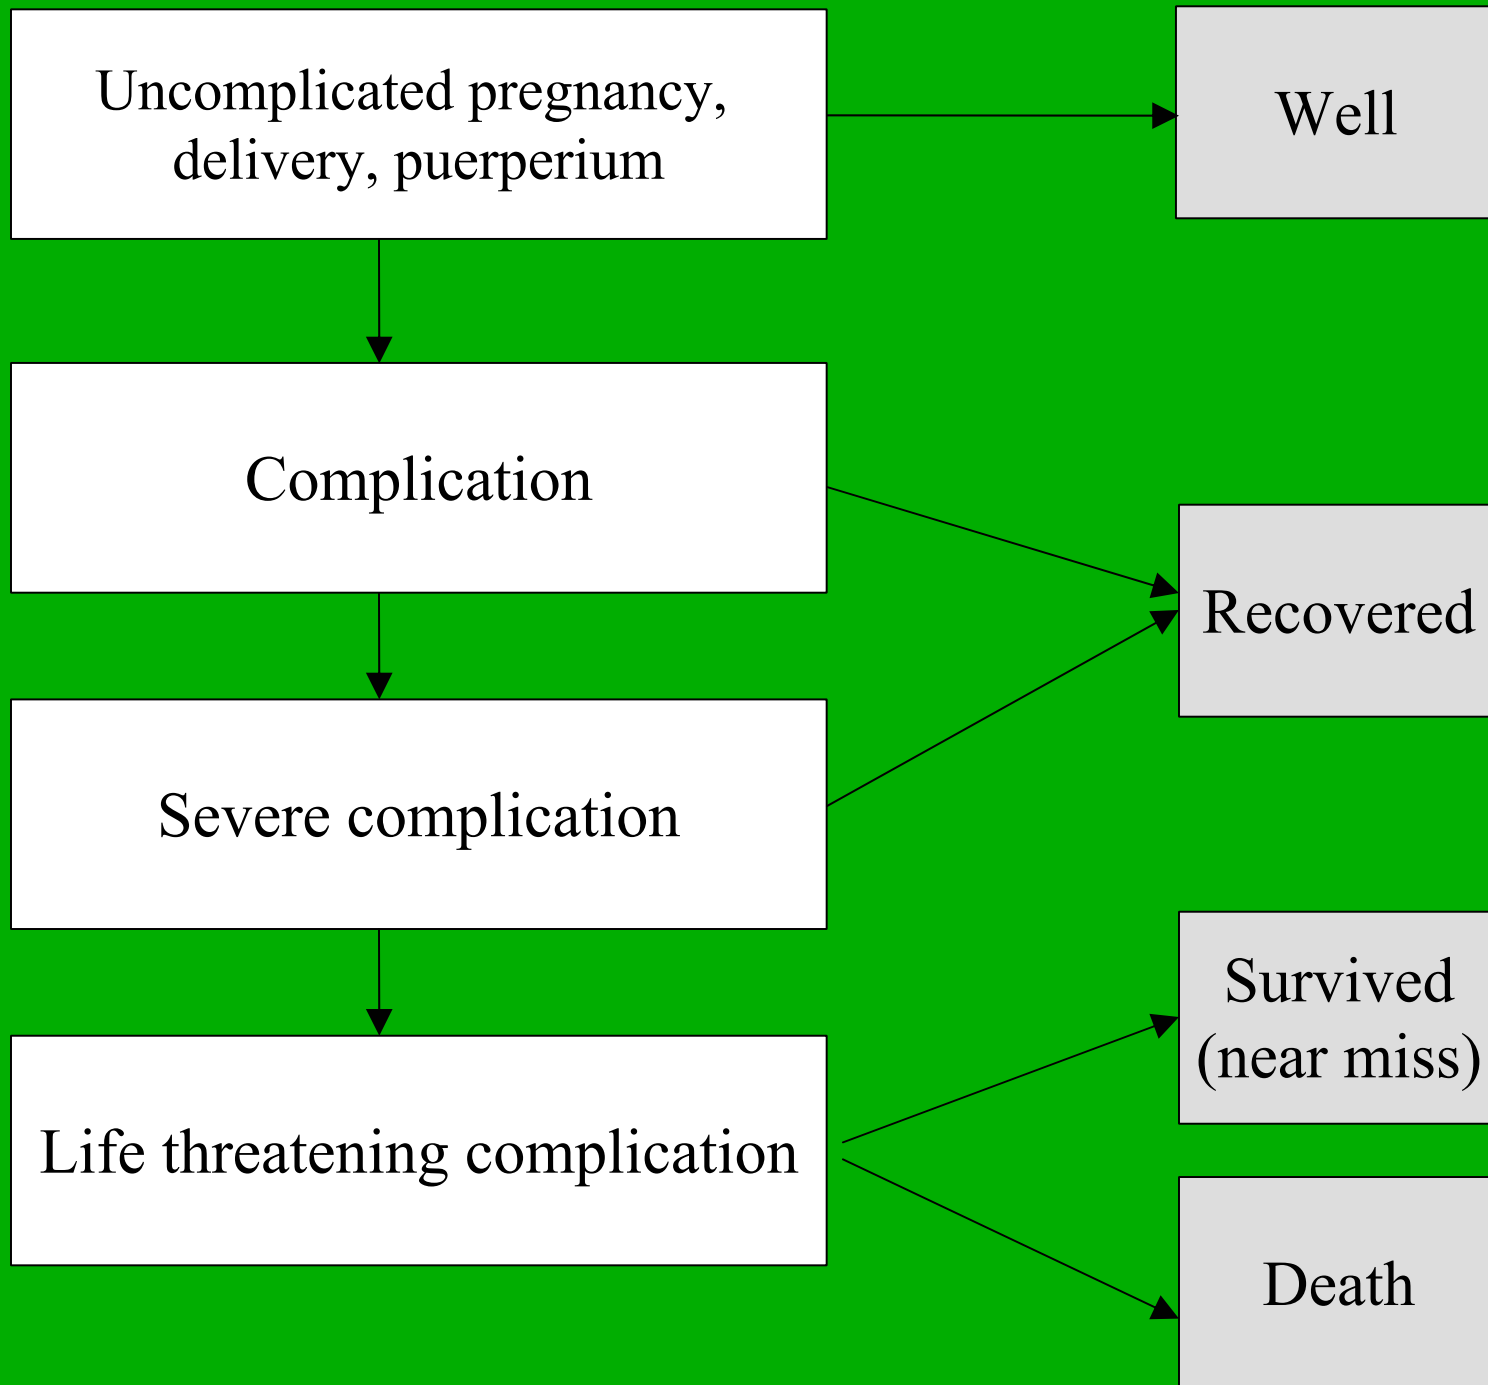 Uncomplicated pregnancy,
delivery, puerperium
Well
Complication
Recovered
Severe complication
Survived
(near miss)
Life threatening complication
Death